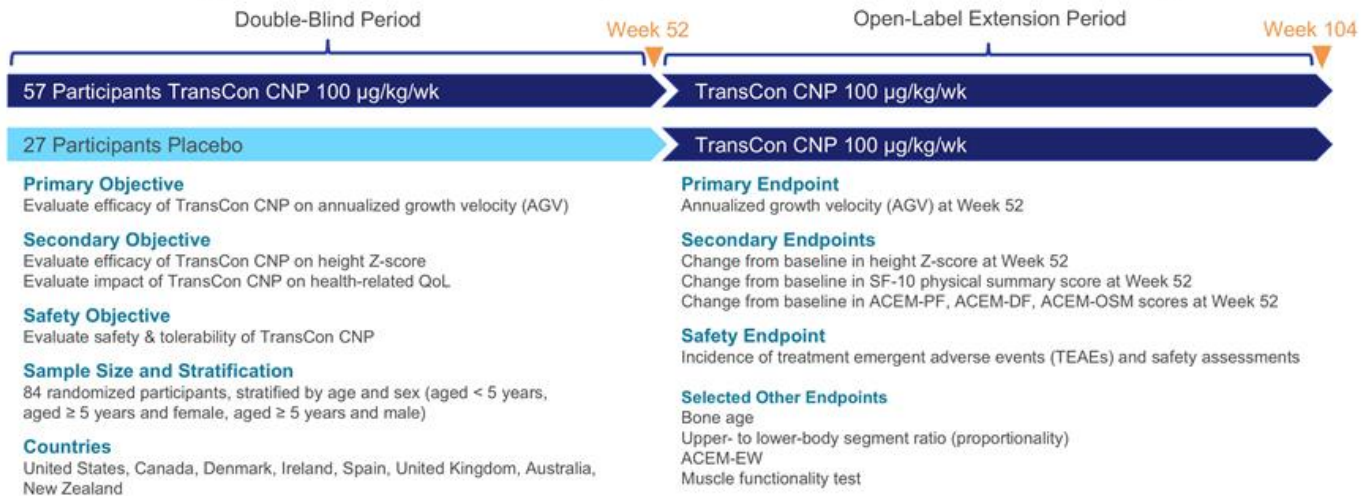 Double-Blind Period
Open-Label Extension Period
Week 52
Week 104
57 Participants TransCon CNP 100 µg/kg/wk
TransCon CNP 100 µg/kg/wk
27 Participants Placebo
TransCon CNP 100 µg/kg/wk
Primary Objective
Evaluate efficacy of TransCon CNP on annualized growth velocity (AGV)
Secondary Objective
Evaluate efficacy of TransCon CNP on height Z-score
Evaluate impact of TransCon CNP on health-related QoL
Safety Objective
Evaluate safety & tolerability of TransCon CNP
Sample Size and Stratification
84 randomized participants, stratified by age and sex (aged < 5 years,
aged ≥ 5 years and female, aged ≥ 5 years and male)
Countries
United States, Canada, Denmark, Ireland, Spain, United Kingdom, Australia,
New Zealand
Primary Endpoint
Annualized growth velocity (AGV) at Week 52
Secondary Endpoints
Change from baseline in height Z-score at Week 52
Change from baseline in SF-10 physical summary score at Week 52
Change from baseline in ACEM-PF, ACEM-DF, ACEM-OSM scores at Week 52
Safety Endpoint
Incidence of treatment emergent adverse events (TEAEs) and safety assessments
Selected Other Endpoints
Bone age
Upper- to lower-body segment ratio (proportionality)
ACEM-EW
Muscle functionality test